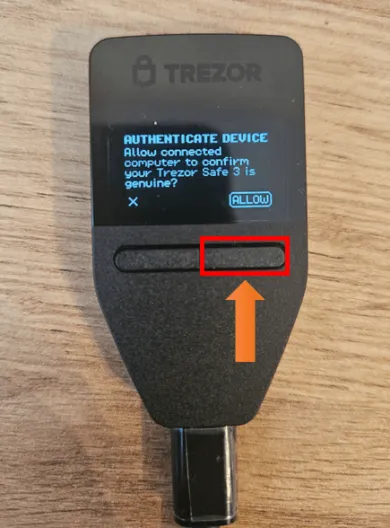 TREZOR
AUTHENTICATE DEVICE
Allow connected
computer to confirm
your Trezor Safe 3 is
genuine?
X ALLOW